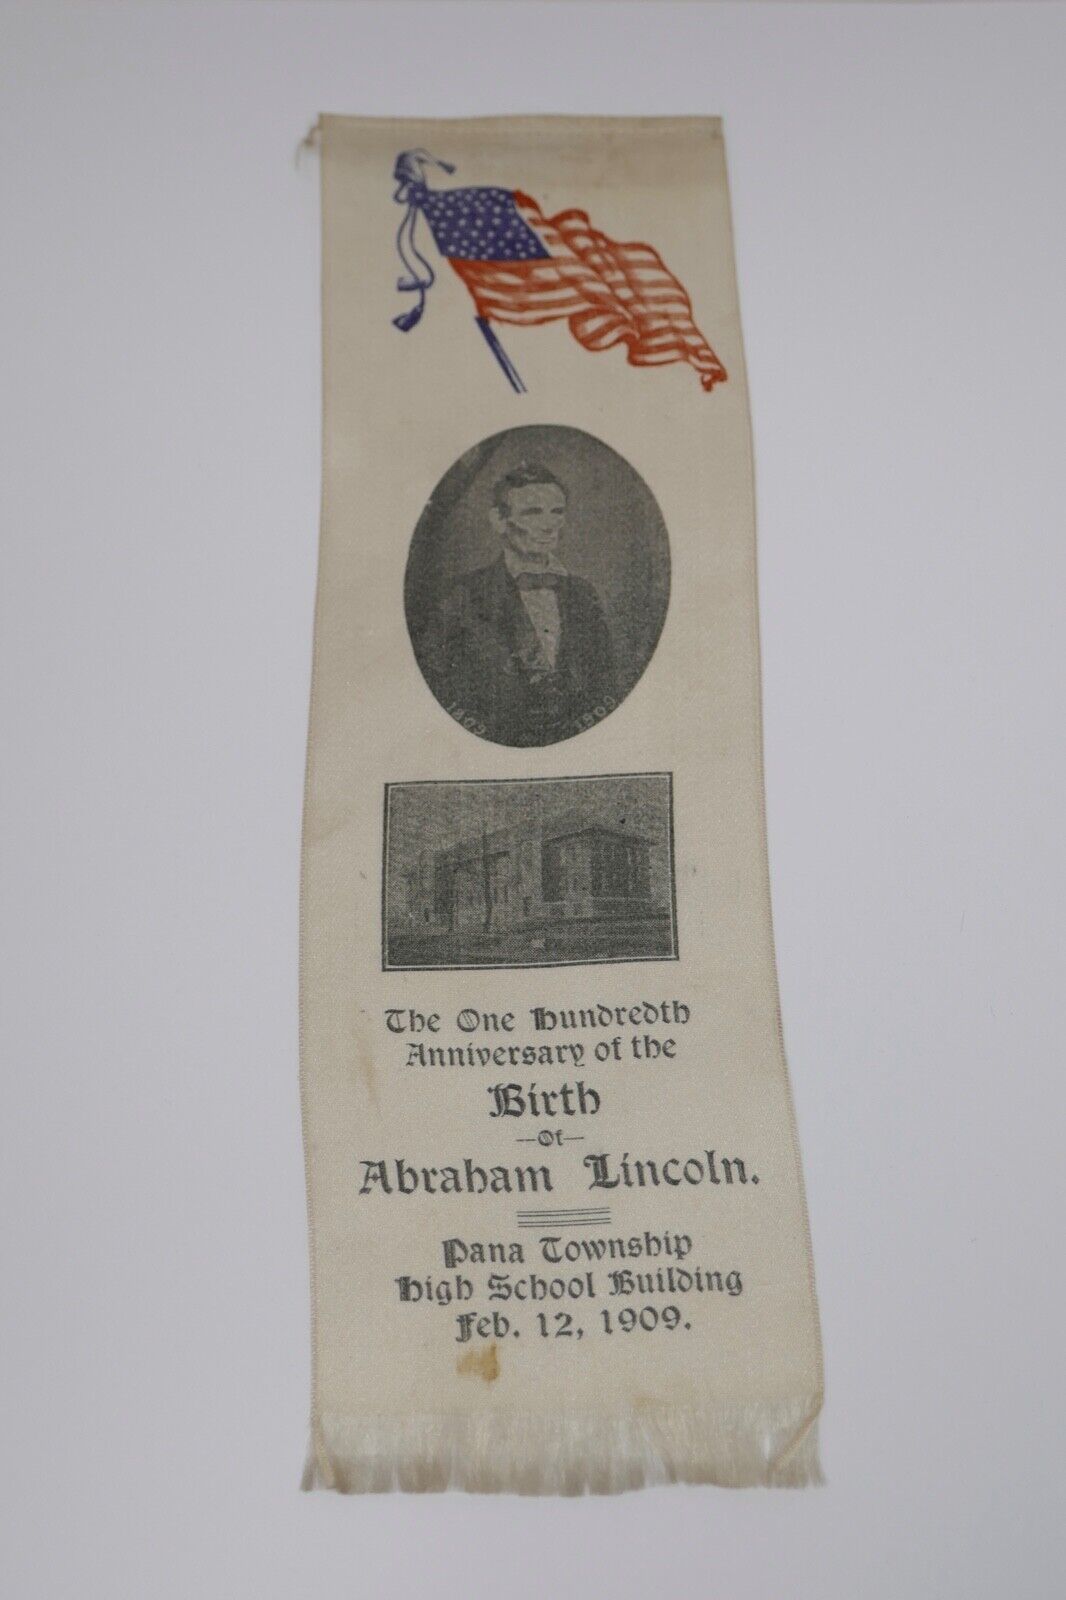 1809 1909
The One Hundredth
Anniversary of the
Birth
—Of—
Abraham Lincoln.
Pana Township
High School Building
Feb. 12, 1909.